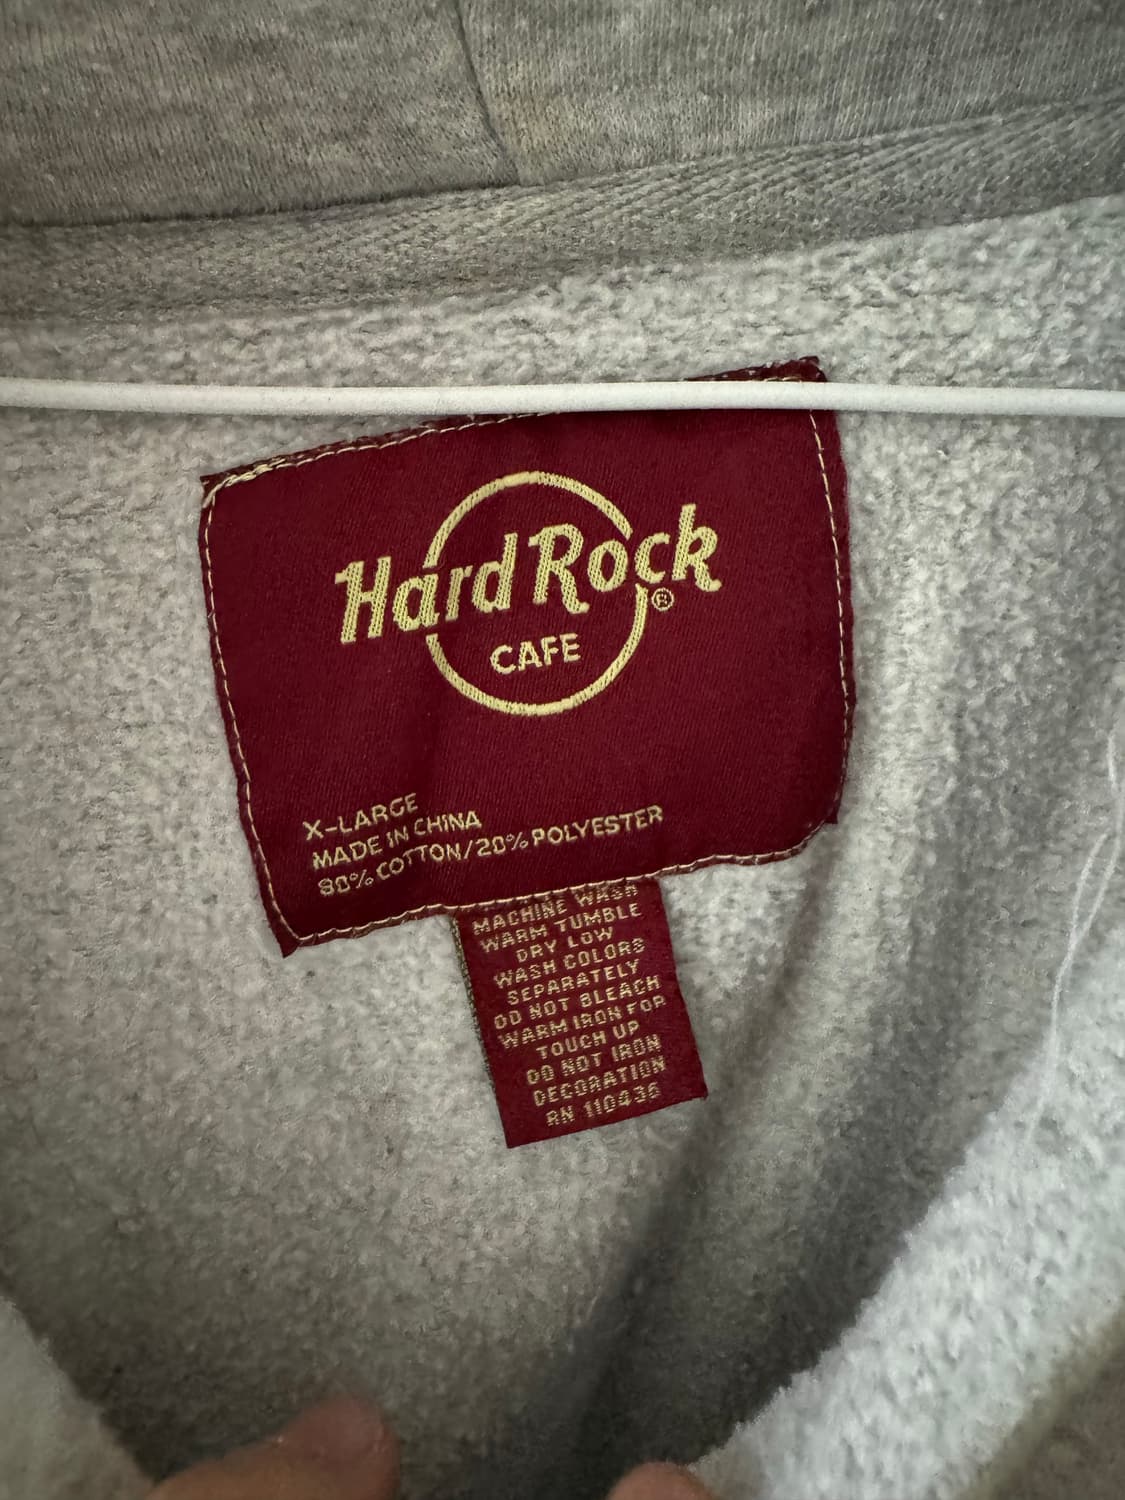 Hard Rock
®
CAFE
X-LARGE
MADE IN CHINA
80% COTTON/20% POLYESTER
MACHINE WASH
WARM TUMBLE
DRY LOW
WASH COLORS
SEPARATELY
DO NOT BLEACH
WARM IRON FOR
TOUCH UP
DO NOT IRON
DECORATION
RN 110436